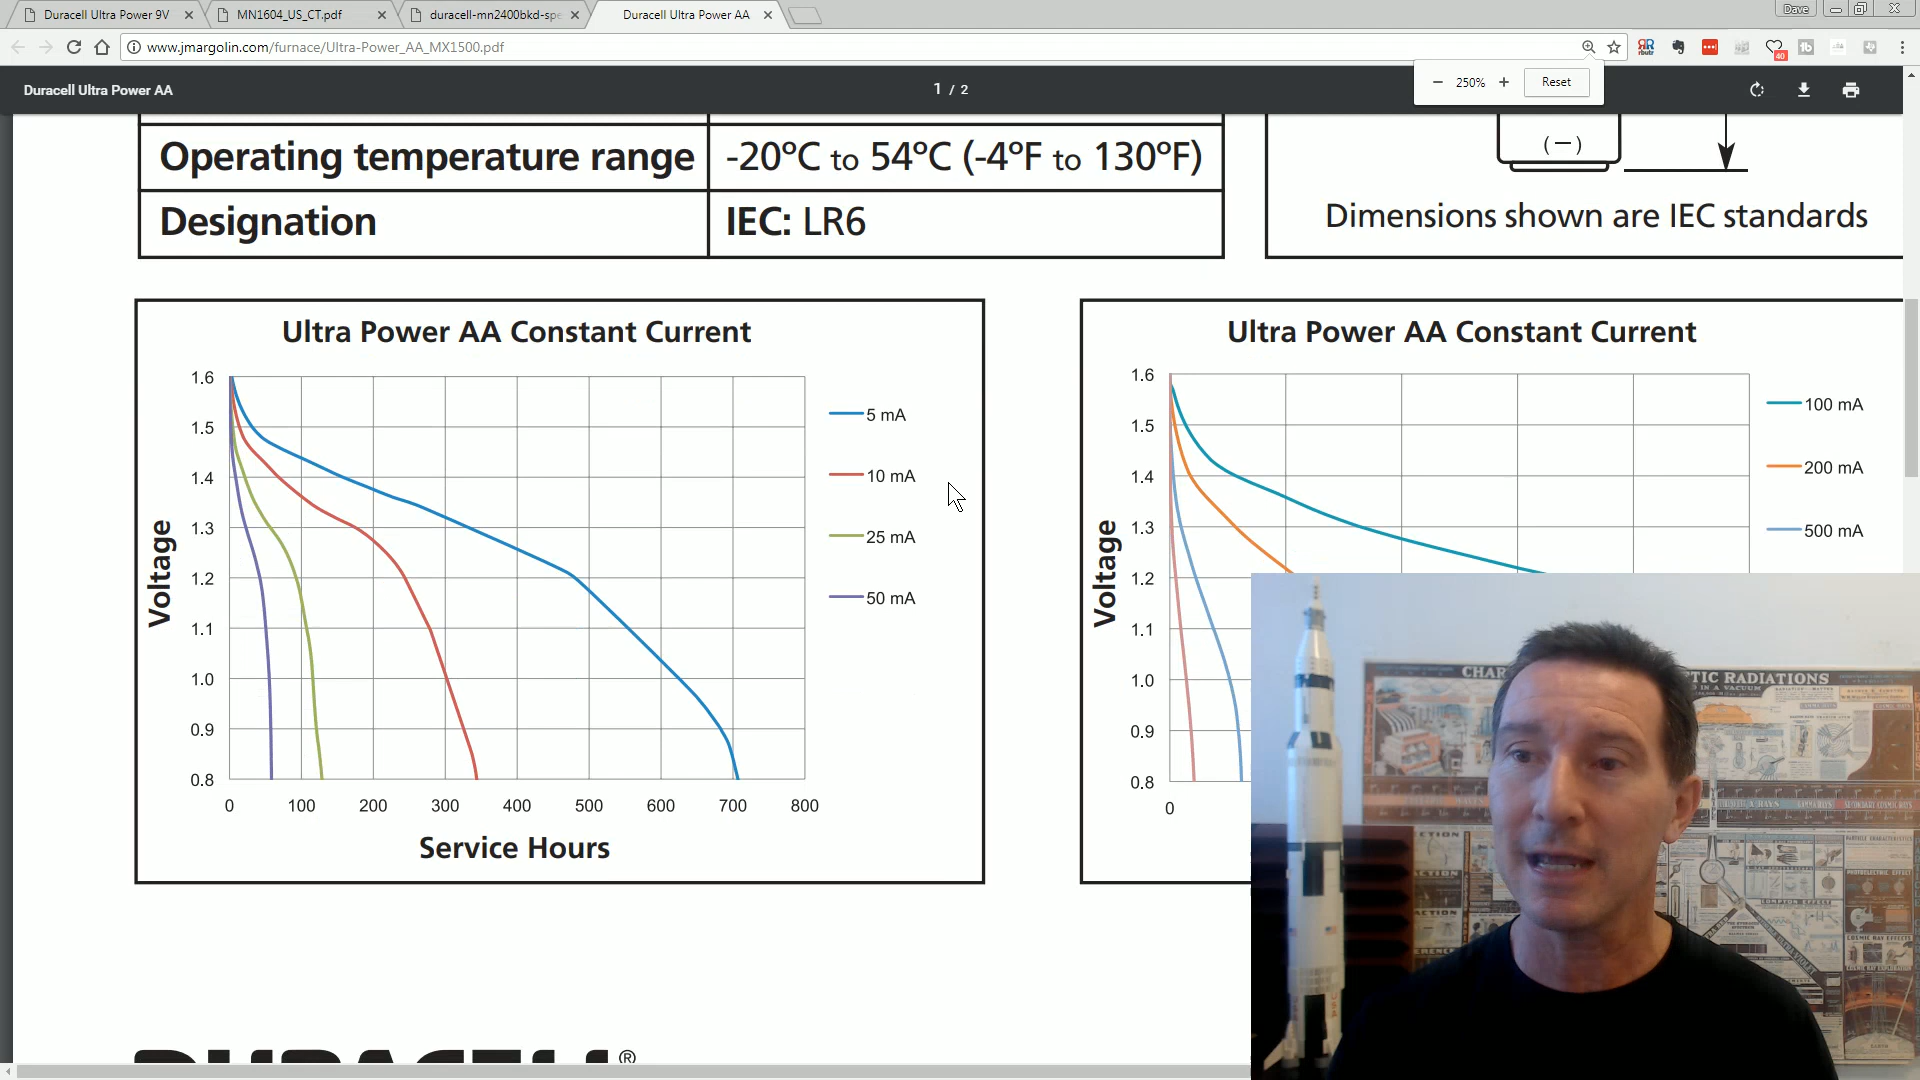 Duracell Ultra Power 9V
MN1604_US_CT.pdf
duracell-mn2400bkd-spe
Duracell Ultra Power AA
Dave
www.jmargolin.com/furnace/Ultra-Power_AA_MX1500.pdf
Duracell Ultra Power AA
1 / 2
− 250% + Reset
Operating temperature range
-20°C to 54°C (-4°F to 130°F)
Designation
IEC: LR6
(−)
Dimensions shown are IEC standards
Ultra Power AA Constant Current
1.6
1.5
1.4
1.3
1.2
1.1
1.0
0.9
0.8
Voltage
0 100 200 300 400 500 600 700 800
Service Hours
5 mA
10 mA
25 mA
50 mA
Ultra Power AA Constant Current
1.6
1.5
1.4
1.3
1.2
1.1
1.0
0.9
0.8
Voltage
0
100 mA
200 mA
500 mA
CHAR
TIC RADIATIONS
DURACELL®